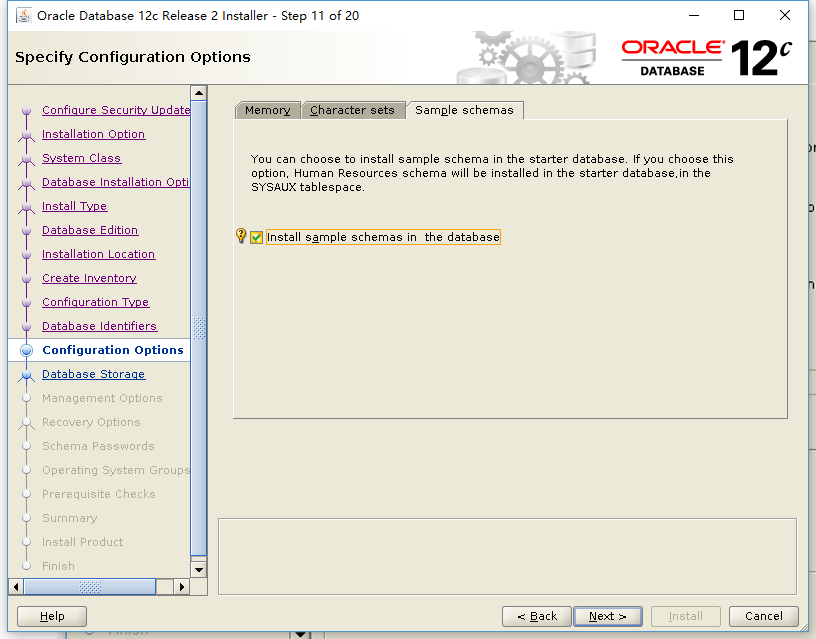 Oracle Database 12c Release 2 Installer - Step 11 of 20
Specify Configuration Options
ORACLE®
DATABASE
12c
Configure Security Update
Installation Option
System Class
Database Installation Opti
Install Type
Database Edition
Installation Location
Create Inventory
Configuration Type
Database Identifiers
Configuration Options
Database Storage
Management Options
Recovery Options
Schema Passwords
Operating System Groups
Prerequisite Checks
Summary
Install Product
Finish
Memory
Character sets
Sample schemas
You can choose to install sample schema in the starter database. If you choose this
option, Human Resources schema will be installed in the starter database,in the
SYSAUX tablespace.
Install sample schemas in  the database
Help
< Back
Next >
Install
Cancel